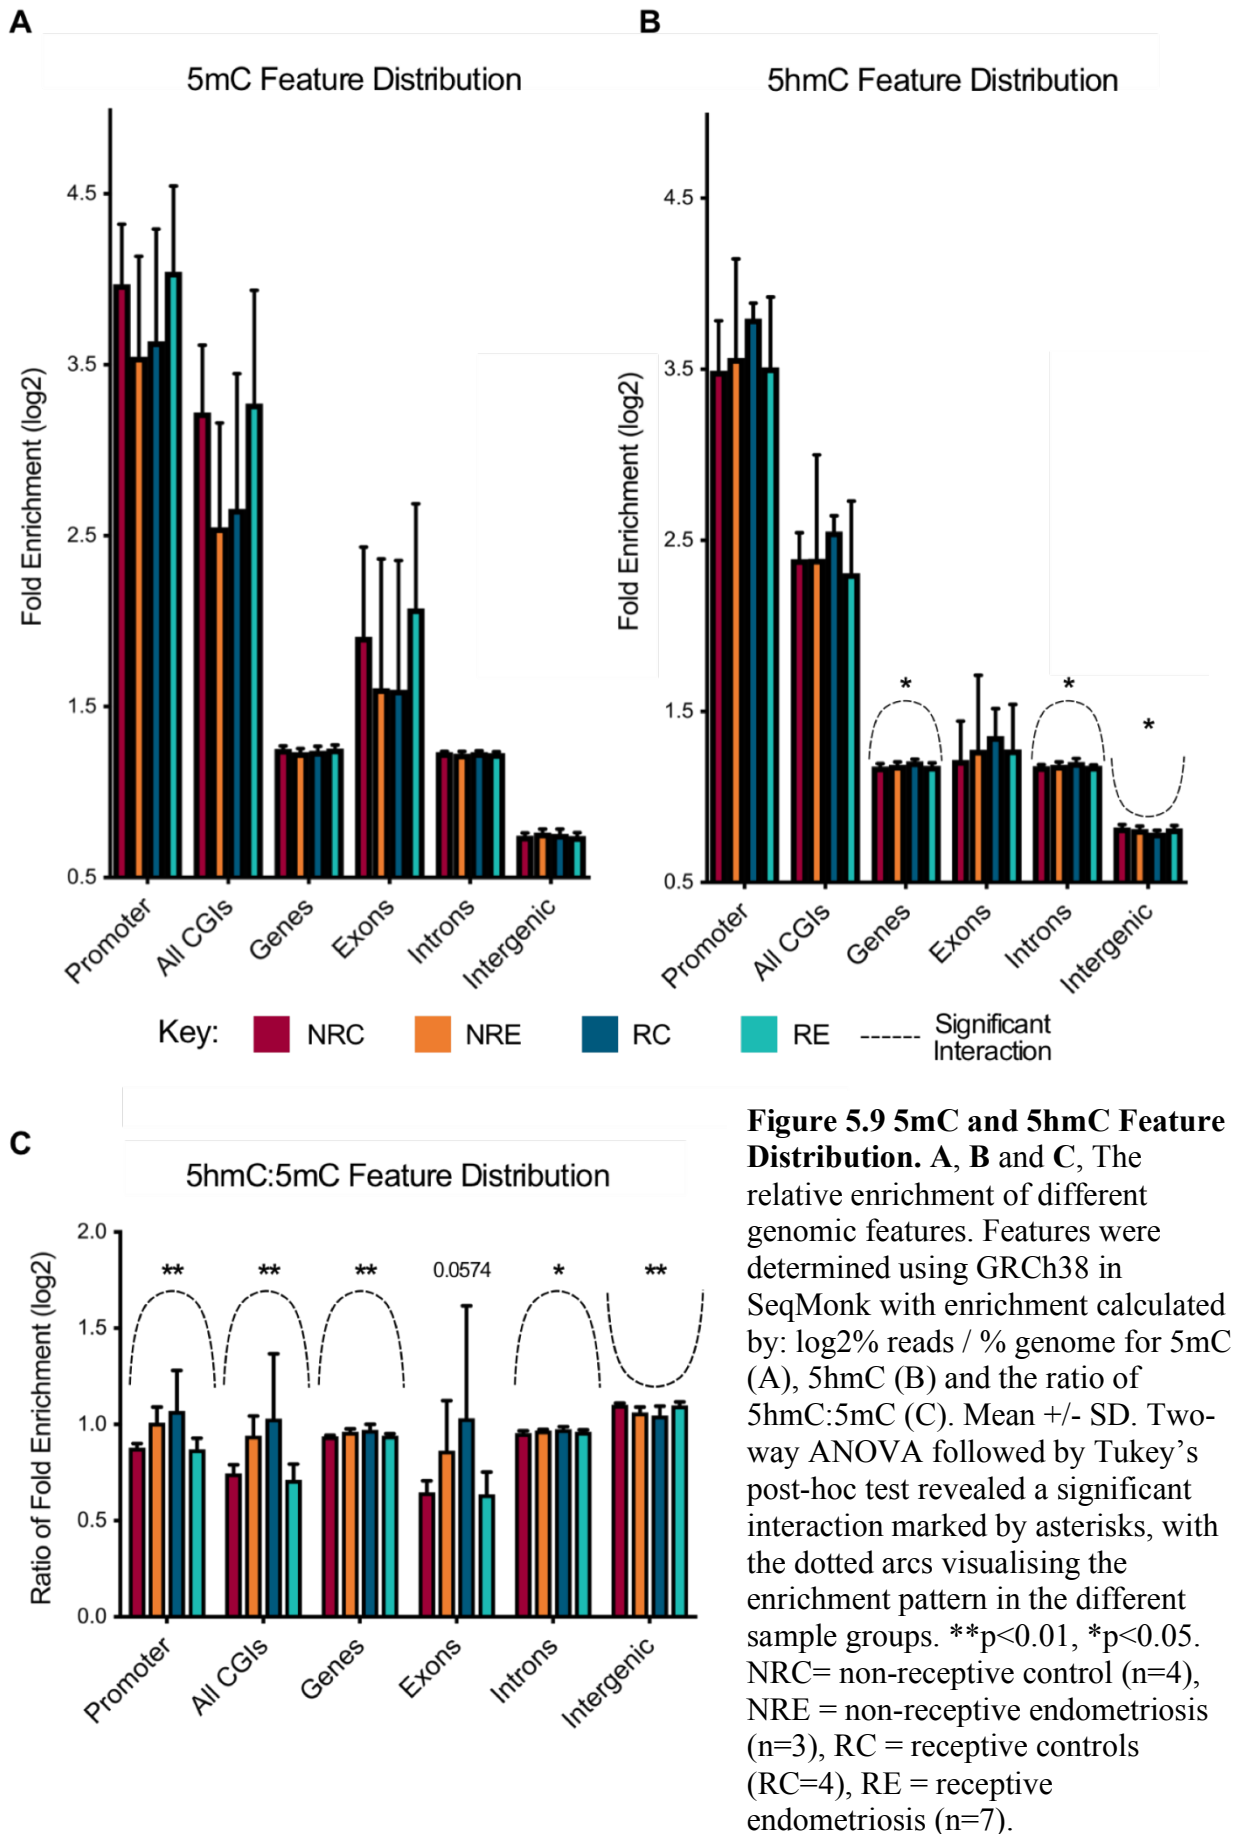 A
5mC Feature Distribution
Fold Enrichment (log2)
4.5
3.5
2.5
1.5
0.5
Promoter
All CGIs
Genes
Exons
Introns
Intergenic
B
5hmC Feature Distribution
Fold Enrichment (log2)
4.5
3.5
2.5
1.5
0.5
*
*
*
Promoter
All CGIs
Genes
Exons
Introns
Intergenic
Key:
NRC
NRE
RC
RE
Significant
Interaction
C
5hmC:5mC Feature Distribution
Ratio of Fold Enrichment (log2)
2.0
1.5
1.0
0.5
0.0
**
**
**
0.0574
*
**
Promoter
All CGIs
Genes
Exons
Introns
Intergenic
Figure 5.9 5mC and 5hmC Feature
Distribution. A, B and C, The
relative enrichment of different
genomic features. Features were
determined using GRCh38 in
SeqMonk with enrichment calculated
by: log2% reads / % genome for 5mC
(A), 5hmC (B) and the ratio of
5hmC:5mC (C). Mean +/- SD. Two-
way ANOVA followed by Tukey’s
post-hoc test revealed a significant
interaction marked by asterisks, with
the dotted arcs visualising the
enrichment pattern in the different
sample groups. **p<0.01, *p<0.05.
NRC= non-receptive control (n=4),
NRE = non-receptive endometriosis
(n=3), RC = receptive controls
(RC=4), RE = receptive
endometriosis (n=7).